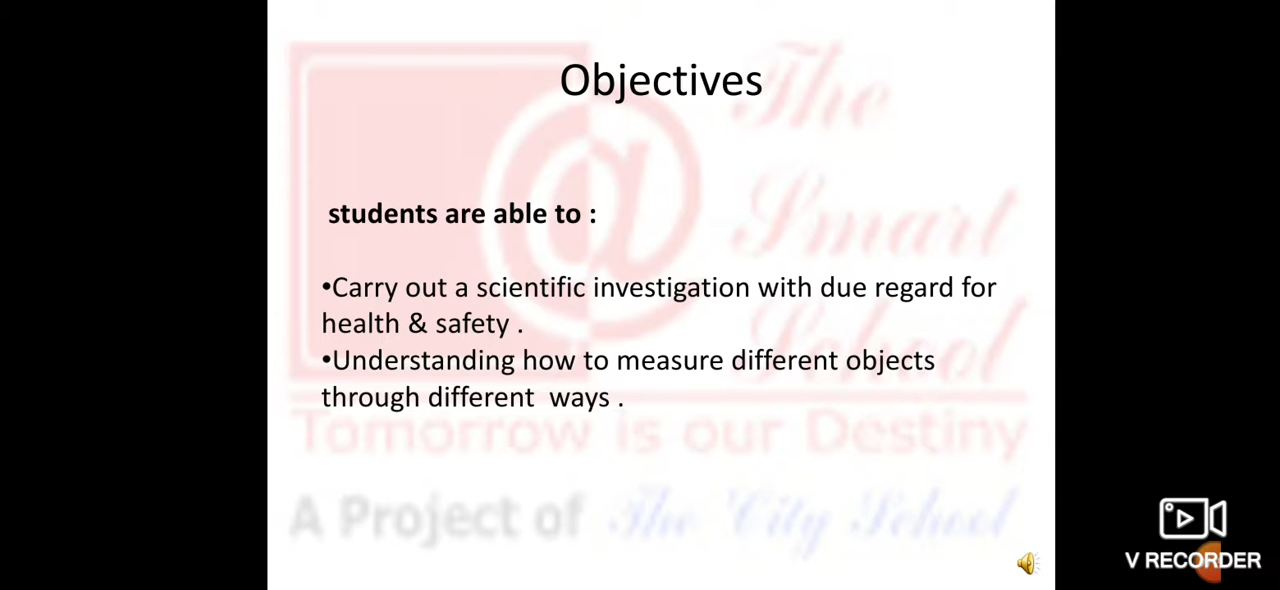 Objectives
students are able to :
•Carry out a scientific investigation with due regard for
health & safety .
•Understanding how to measure different objects
through different ways .
The
Smart
School
Tomorrow is our Destiny
A Project of The City School
V RECORDER